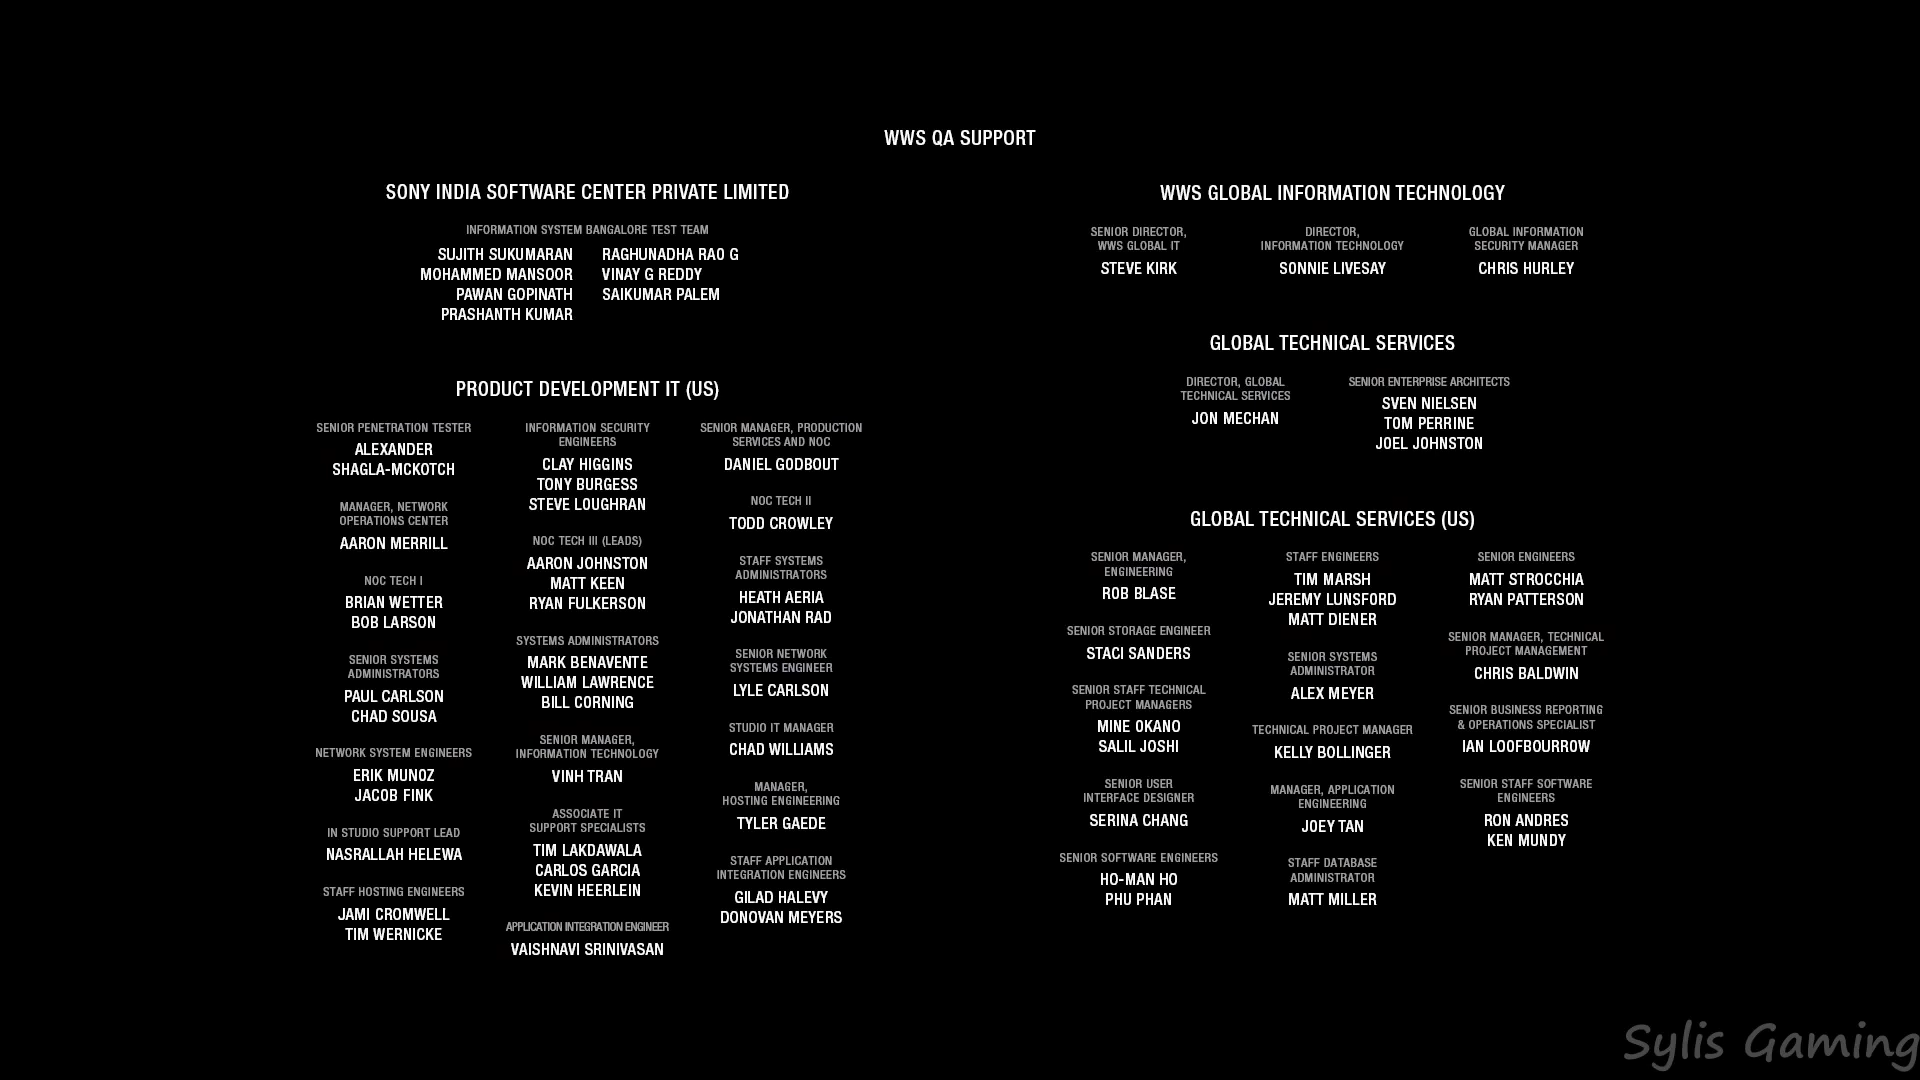 WWS QA SUPPORT
SONY INDIA SOFTWARE CENTER PRIVATE LIMITED
INFORMATION SYSTEM BANGALORE TEST TEAM
SUJITH SUKUMARAN
MOHAMMED MANSOOR
PAWAN GOPINATH
PRASHANTH KUMAR
RAGHUNADHA RAO G
VINAY G REDDY
SAIKUMAR PALEM
PRODUCT DEVELOPMENT IT (US)
SENIOR PENETRATION TESTER
ALEXANDER
SHAGLA-MCKOTCH
MANAGER, NETWORK
OPERATIONS CENTER
AARON MERRILL
NOC TECH I
BRIAN WETTER
BOB LARSON
SENIOR SYSTEMS
ADMINISTRATORS
PAUL CARLSON
CHAD SOUSA
NETWORK SYSTEM ENGINEERS
ERIK MUNOZ
JACOB FINK
IN STUDIO SUPPORT LEAD
NASRALLAH HELEWA
STAFF HOSTING ENGINEERS
JAMI CROMWELL
TIM WERNICKE
INFORMATION SECURITY
ENGINEERS
CLAY HIGGINS
TONY BURGESS
STEVE LOUGHRAN
NOC TECH III (LEADS)
AARON JOHNSTON
MATT KEEN
RYAN FULKERSON
SYSTEMS ADMINISTRATORS
MARK BENAVENTE
WILLIAM LAWRENCE
BILL CORNING
SENIOR MANAGER,
INFORMATION TECHNOLOGY
VINH TRAN
ASSOCIATE IT
SUPPORT SPECIALISTS
TIM LAKDAWALA
CARLOS GARCIA
KEVIN HEERLEIN
APPLICATION INTEGRATION ENGINEER
VAISHNAVI SRINIVASAN
SENIOR MANAGER, PRODUCTION
SERVICES AND NOC
DANIEL GODBOUT
NOC TECH II
TODD CROWLEY
STAFF SYSTEMS
ADMINISTRATORS
HEATH AERIA
JONATHAN RAD
SENIOR NETWORK
SYSTEMS ENGINEER
LYLE CARLSON
STUDIO IT MANAGER
CHAD WILLIAMS
MANAGER,
HOSTING ENGINEERING
TYLER GAEDE
STAFF APPLICATION
INTEGRATION ENGINEERS
GILAD HALEVY
DONOVAN MEYERS
WWS GLOBAL INFORMATION TECHNOLOGY
SENIOR DIRECTOR,
WWS GLOBAL IT
STEVE KIRK
DIRECTOR,
INFORMATION TECHNOLOGY
SONNIE LIVESAY
GLOBAL INFORMATION
SECURITY MANAGER
CHRIS HURLEY
GLOBAL TECHNICAL SERVICES
DIRECTOR, GLOBAL
TECHNICAL SERVICES
JON MECHAN
SENIOR ENTERPRISE ARCHITECTS
SVEN NIELSEN
TOM PERRINE
JOEL JOHNSTON
GLOBAL TECHNICAL SERVICES (US)
SENIOR MANAGER,
ENGINEERING
ROB BLASE
SENIOR STORAGE ENGINEER
STACI SANDERS
SENIOR STAFF TECHNICAL
PROJECT MANAGERS
MINE OKANO
SALIL JOSHI
SENIOR USER
INTERFACE DESIGNER
SERINA CHANG
SENIOR SOFTWARE ENGINEERS
HO-MAN HO
PHU PHAN
STAFF ENGINEERS
TIM MARSH
JEREMY LUNSFORD
MATT DIENER
SENIOR SYSTEMS
ADMINISTRATOR
ALEX MEYER
TECHNICAL PROJECT MANAGER
KELLY BOLLINGER
MANAGER, APPLICATION
ENGINEERING
JOEY TAN
STAFF DATABASE
ADMINISTRATOR
MATT MILLER
SENIOR ENGINEERS
MATT STROCCHIA
RYAN PATTERSON
SENIOR MANAGER, TECHNICAL
PROJECT MANAGEMENT
CHRIS BALDWIN
SENIOR BUSINESS REPORTING
& OPERATIONS SPECIALIST
IAN LOOFBOURROW
SENIOR STAFF SOFTWARE
ENGINEERS
RON ANDRES
KEN MUNDY
Sylis Gaming